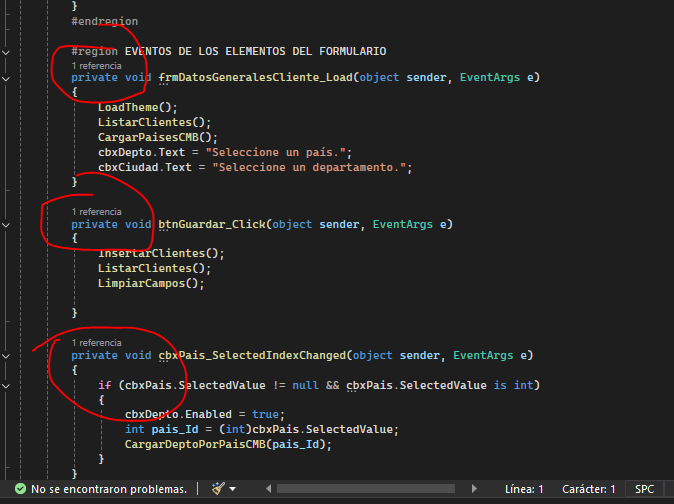 }
#endregion
#region EVENTOS DE LOS ELEMENTOS DEL FORMULARIO
1 referencia
private void frmDatosGeneralesCliente_Load(object sender, EventArgs e)
{
LoadTheme();
ListarClientes();
CargarPaisesCMB();
cbxDepto.Text = "Seleccione un país.";
cbxCiudad.Text = "Seleccione un departamento.";
}
1 referencia
private void btnGuardar_Click(object sender, EventArgs e)
{
InsertarClientes();
ListarClientes();
LimpiarCampos();
}
1 referencia
private void cbxPais_SelectedIndexChanged(object sender, EventArgs e)
{
if (cbxPais.SelectedValue != null && cbxPais.SelectedValue is int)
{
cbxDepto.Enabled = true;
int pais_Id = (int)cbxPais.SelectedValue;
CargarDeptoPorPaisCMB(pais_Id);
}
}
No se encontraron problemas. Línea: 1 Carácter: 1 SPC